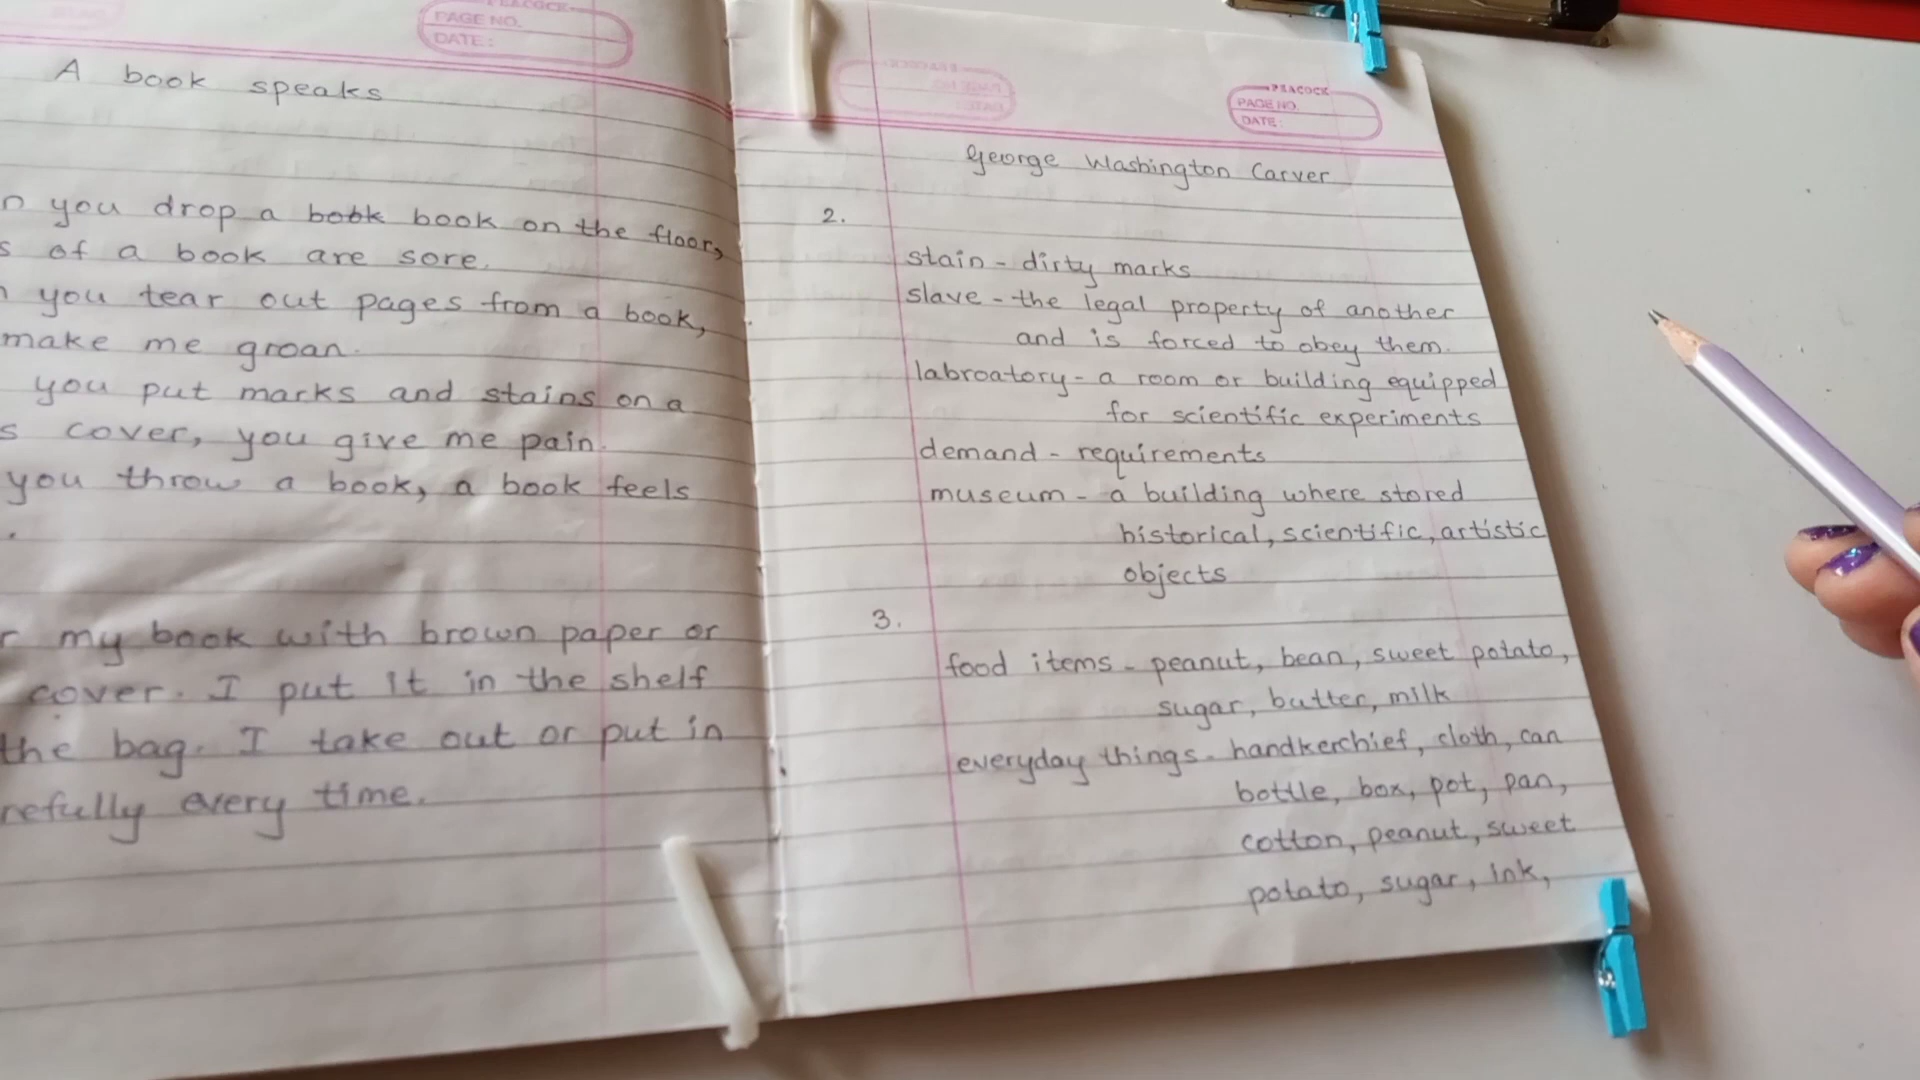 PEACOCK
PAGE NO.
DATE:
A book speaks
n you drop a book on the floor,
s of a book are sore.
you tear out pages from a book,
make me groan.
you put marks and stains on a
s cover, you give me pain.
you throw a book, a book feels
r my book with brown paper or
cover. I put it in the shelf
the bag. I take out or put in
refully every time.
PEACOCK
PAGE NO.
DATE:
George Washington Carver
2.
stain - dirty marks
slave - the legal property of another
and is forced to obey them.
labroatory - a room or building equipped
for scientific experiments
demand - requirements
museum - a building where stored
historical, scientific, artistic
objects
3.
food items - peanut, bean, sweet potato,
sugar, butter, milk
everyday things - handkerchief, cloth, can
bottle, box, pot, pan,
cotton, peanut, sweet
potato, sugar, ink,